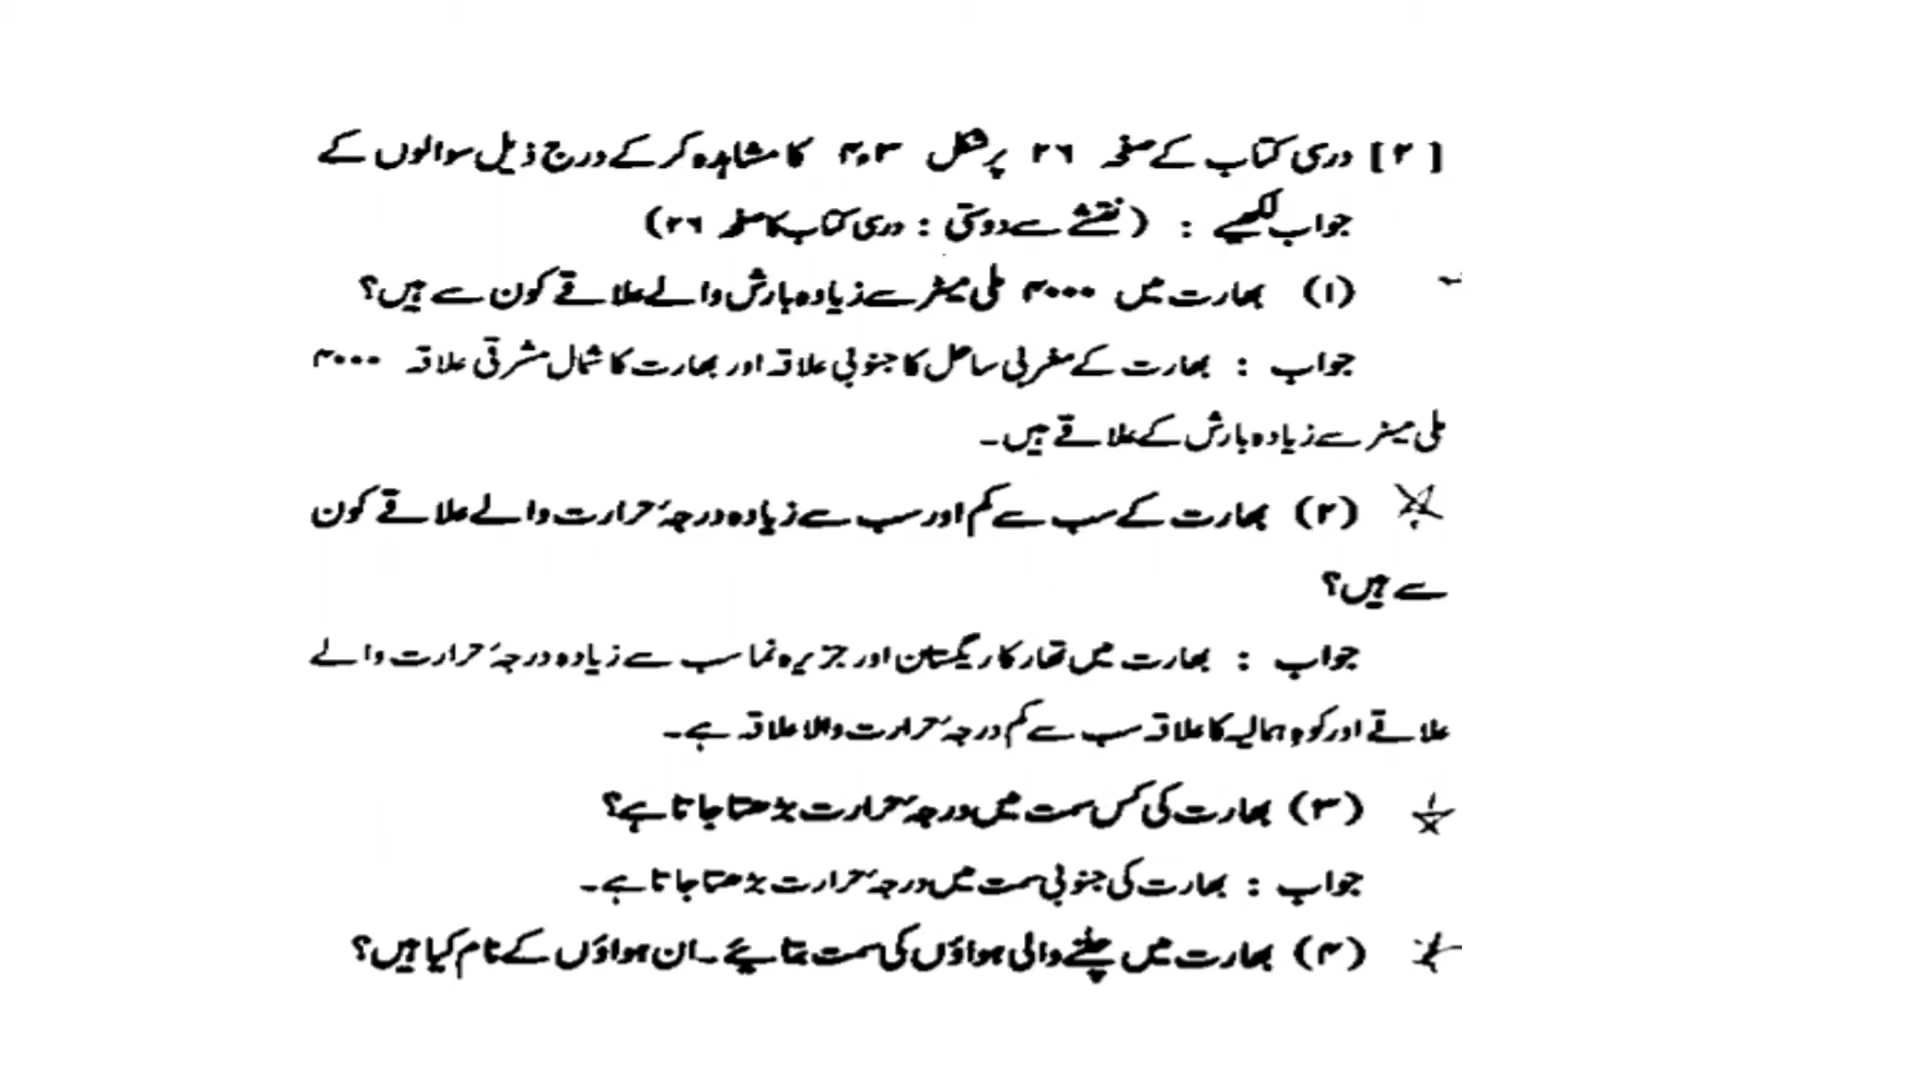 [۲] درسی کتاب کے صفحہ ۲۶ پر شکل ۴.۳ کا مشاہدہ کر کے درج ذیل سوالوں کے
جواب لکھیے : (نقشے سے دوستی : درسی کتاب کا صفحہ ۲۶)
(۱) بھارت میں ۴۰۰۰ ملی میٹر سے زیادہ بارش والے علاقے کون سے ہیں؟
جواب : بھارت کے مغربی ساحل کا جنوبی علاقہ اور بھارت کا شمال مشرقی علاقہ ۴۰۰۰
ملی میٹر سے زیادہ بارش کے علاقے ہیں۔
(۲) بھارت کے سب سے کم اور سب سے زیادہ درجۂ حرارت والے علاقے کون
سے ہیں؟
جواب : بھارت میں تھار کا ریگستان اور جزیرہ نما سب سے زیادہ درجۂ حرارت والے
علاقے اور کوہ ہمالیہ کا علاقہ سب سے کم درجۂ حرارت والا علاقہ ہے۔
(۳) بھارت کی کس سمت میں درجۂ حرارت بڑھتا جاتا ہے؟
جواب : بھارت کی جنوبی سمت میں درجۂ حرارت بڑھتا جاتا ہے۔
(۴) بھارت میں چلنے والی ہواؤں کی سمت بتائیے۔ ان ہواؤں کے نام کیا ہیں؟